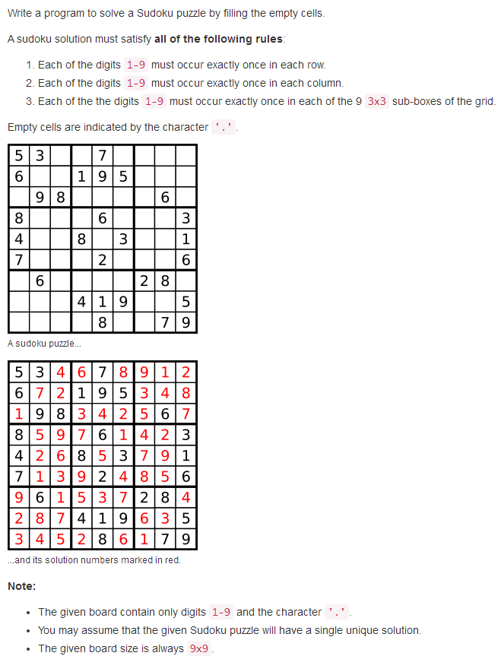 Write a program to solve a Sudoku puzzle by filling the empty cells.
A sudoku solution must satisfy all of the following rules:
1. Each of the digits 1-9 must occur exactly once in each row.
2. Each of the digits 1-9 must occur exactly once in each column.
3. Each of the the digits 1-9 must occur exactly once in each of the 9 3x3 sub-boxes of the grid.
Empty cells are indicated by the character '.'.
5 3 7
6 1 9 5
9 8 6
8 6 3
4 8 3 1
7 2 6
6 2 8
4 1 9 5
8 7 9
A sudoku puzzle...
5 3 4 6 7 8 9 1 2
6 7 2 1 9 5 3 4 8
1 9 8 3 4 2 5 6 7
8 5 9 7 6 1 4 2 3
4 2 6 8 5 3 7 9 1
7 1 3 9 2 4 8 5 6
9 6 1 5 3 7 2 8 4
2 8 7 4 1 9 6 3 5
3 4 5 2 8 6 1 7 9
...and its solution numbers marked in red.
Note:
• The given board contain only digits 1-9 and the character '.'.
• You may assume that the given Sudoku puzzle will have a single unique solution.
• The given board size is always 9x9.